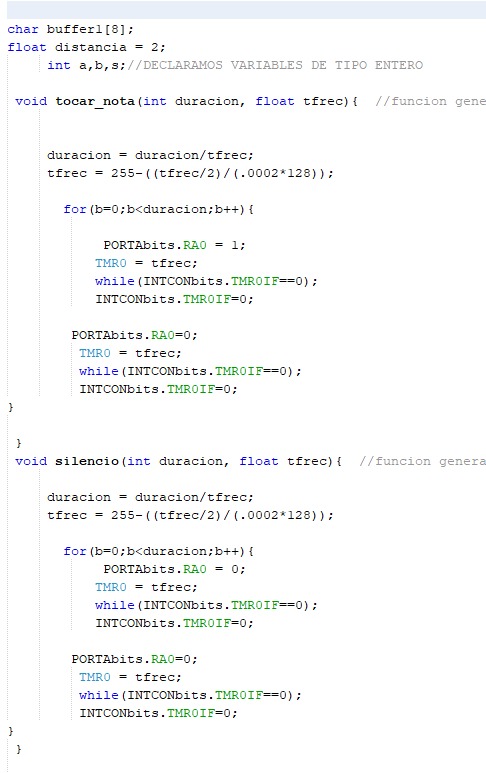 char buffer1[8];
float distancia = 2;
int a,b,s;//DECLARAMOS VARIABLES DE TIPO ENTERO
void tocar_nota(int duracion, float tfrec){  //funcion gene
duracion = duracion/tfrec;
tfrec = 255-((tfrec/2)/(.0002*128));
for(b=0;b<duracion;b++){
PORTAbits.RA0 = 1;
TMR0 = tfrec;
while(INTCONbits.TMR0IF==0);
INTCONbits.TMR0IF=0;
PORTAbits.RA0=0;
TMR0 = tfrec;
while(INTCONbits.TMR0IF==0);
INTCONbits.TMR0IF=0;
}
}
void silencio(int duracion, float tfrec){  //funcion genera
duracion = duracion/tfrec;
tfrec = 255-((tfrec/2)/(.0002*128));
for(b=0;b<duracion;b++){
PORTAbits.RA0 = 0;
TMR0 = tfrec;
while(INTCONbits.TMR0IF==0);
INTCONbits.TMR0IF=0;
PORTAbits.RA0=0;
TMR0 = tfrec;
while(INTCONbits.TMR0IF==0);
INTCONbits.TMR0IF=0;
}
}